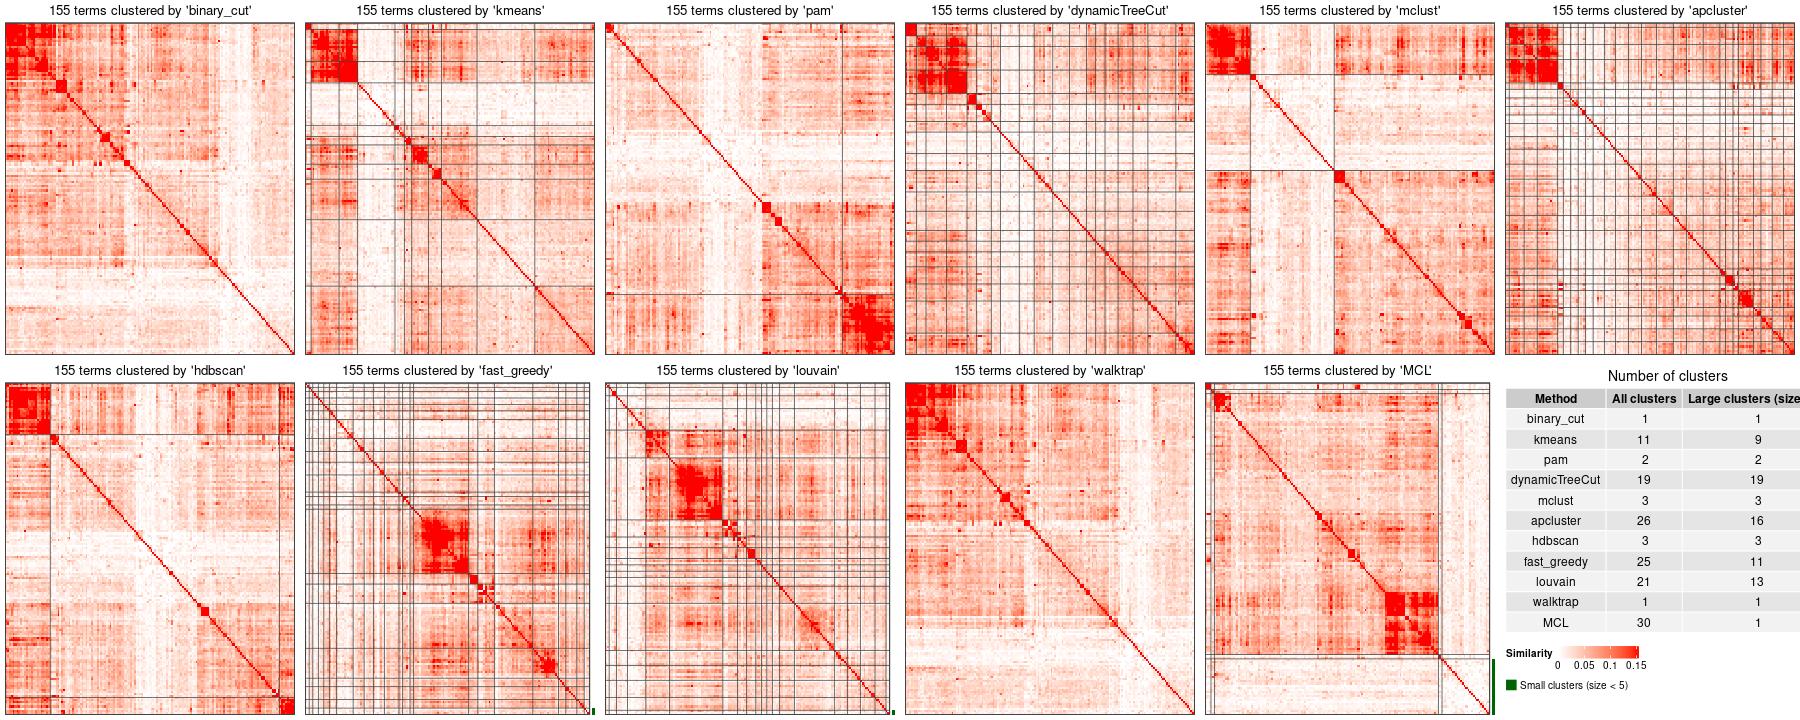 155 terms clustered by 'binary_cut'
155 terms clustered by 'kmeans'
155 terms clustered by 'pam'
155 terms clustered by 'dynamicTreeCut'
155 terms clustered by 'mclust'
155 terms clustered by 'apcluster'
155 terms clustered by 'hdbscan'
155 terms clustered by 'fast_greedy'
155 terms clustered by 'louvain'
155 terms clustered by 'walktrap'
155 terms clustered by 'MCL'
Number of clusters
Method All clusters Large clusters (size
binary_cut 1 1
kmeans 11 9
pam 2 2
dynamicTreeCut 19 19
mclust 3 3
apcluster 26 16
hdbscan 3 3
fast_greedy 25 11
louvain 21 13
walktrap 1 1
MCL 30 1
Similarity
0 0.05 0.1 0.15
Small clusters (size < 5)